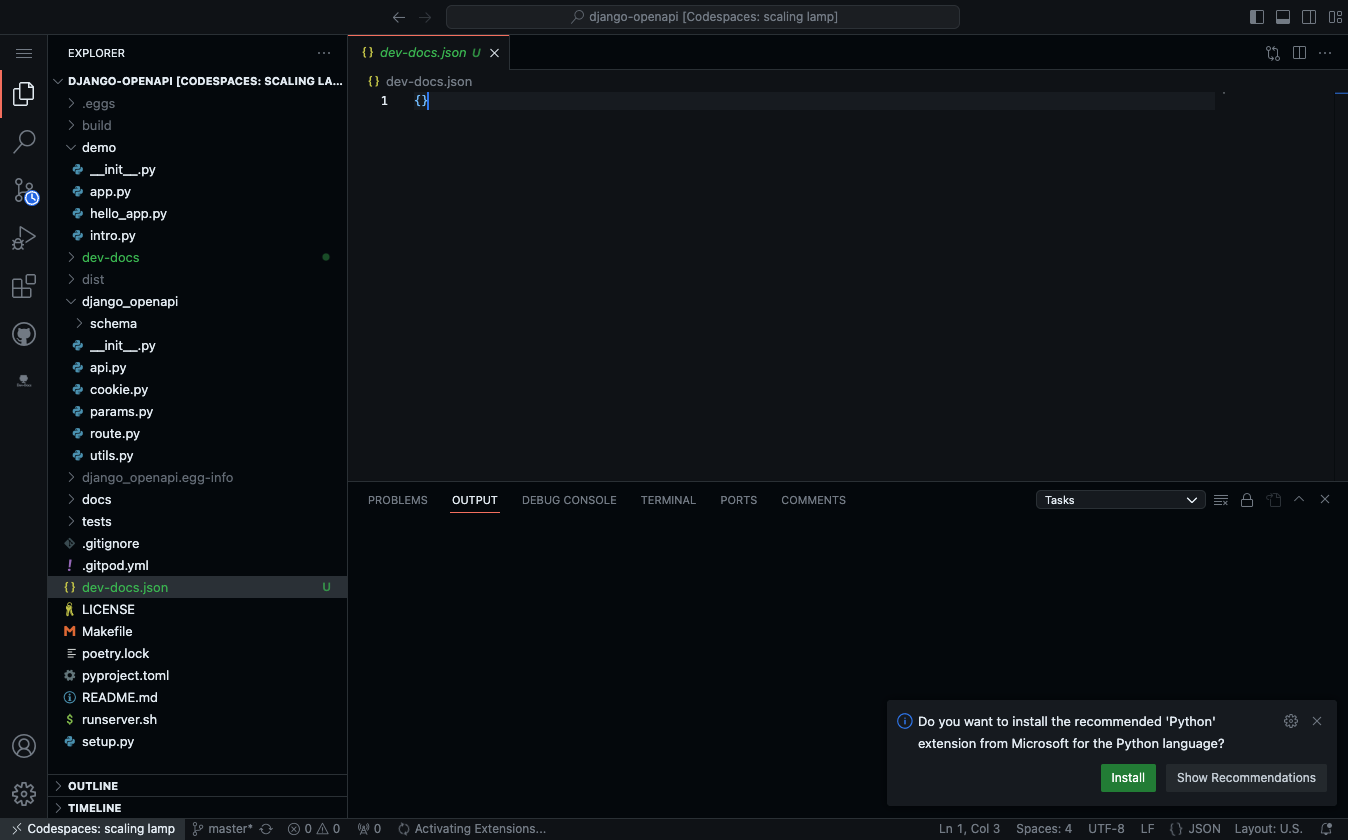 django-openapi [Codespaces: scaling lamp]
EXPLORER
DJANGO-OPENAPI [CODESPACES: SCALING LA...
.eggs
build
demo
__init__.py
app.py
hello_app.py
intro.py
dev-docs
dist
django_openapi
schema
__init__.py
api.py
cookie.py
params.py
route.py
utils.py
django_openapi.egg-info
docs
tests
.gitignore
! .gitpod.yml
{} dev-docs.json U
LICENSE
M Makefile
poetry.lock
pyproject.toml
README.md
$ runserver.sh
setup.py
OUTLINE
TIMELINE
{} dev-docs.json U
{} dev-docs.json
1 {}
PROBLEMS OUTPUT DEBUG CONSOLE TERMINAL PORTS COMMENTS Tasks
Do you want to install the recommended 'Python'
extension from Microsoft for the Python language?
Install Show Recommendations
Codespaces: scaling lamp master* 0 0 0 Activating Extensions... Ln 1, Col 3 Spaces: 4 UTF-8 LF {} JSON Layout: U.S.